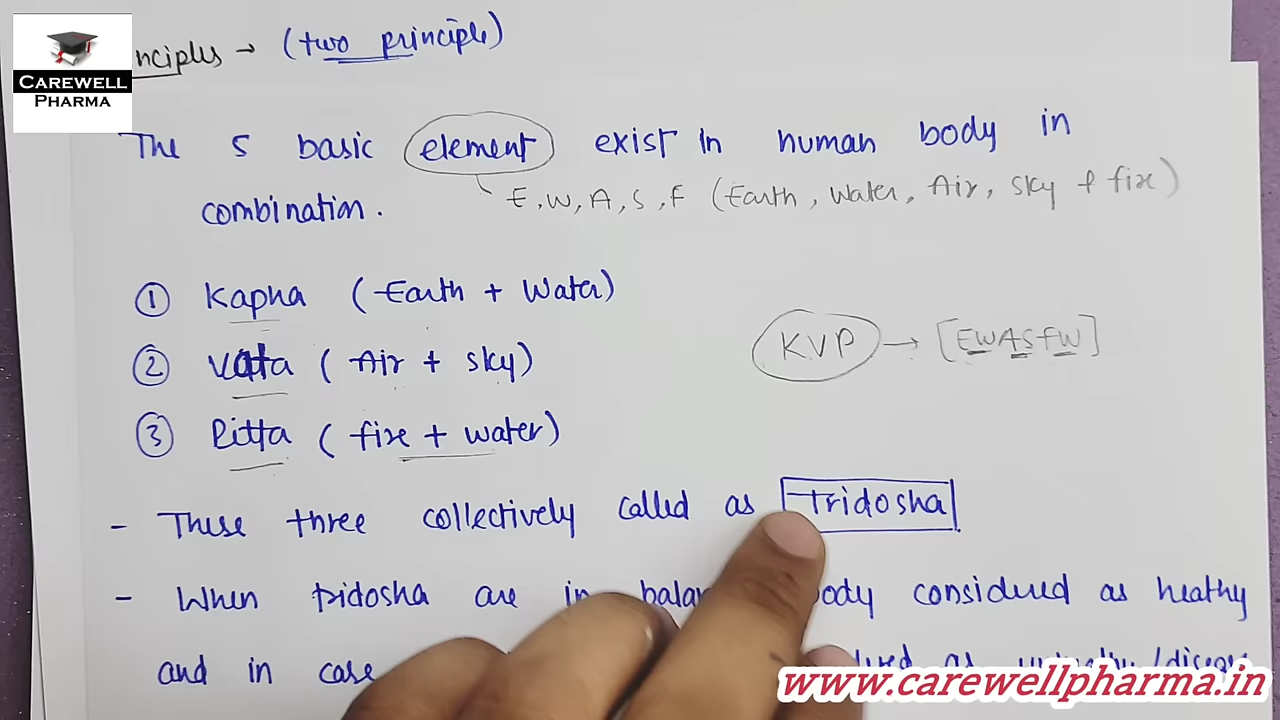 CAREWELL
PHARMA
nciples → (two principle)
The 5 basic element exist in human body in
combination.
E, W, A, S, F (Earth, Water, Air, Sky & fire)
① Kapha (Earth + Water)
② Vata (Air + sky)
③ Pitta (fire + water)
KVP → [EWASFW]
- These three collectively called as Tridosha
- When tridosha are in body considered as heathy
and in case as
www.carewellpharma.in